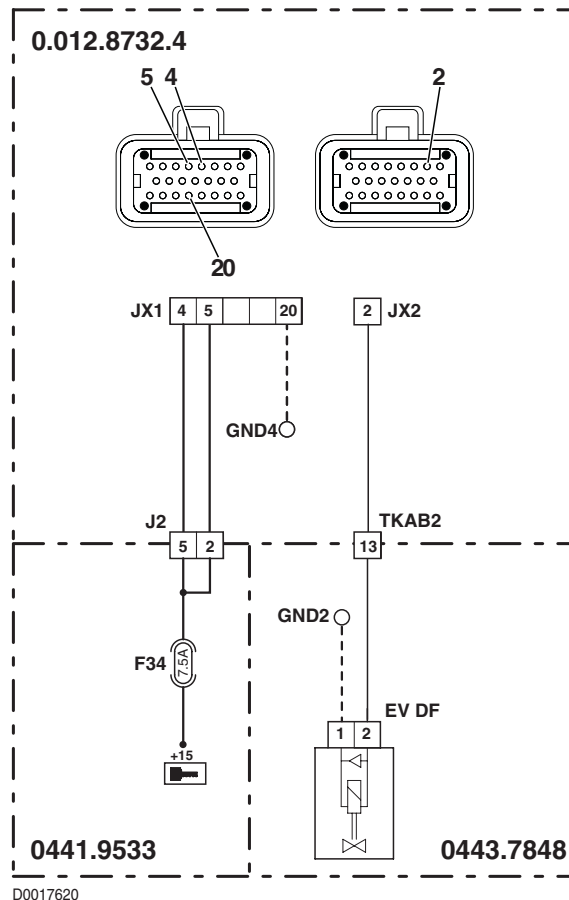 0.012.8732.4
5 4 2
20
JX1 4 5 20 2 JX2
GND4
J2 TKAB2
5 2 13
GND2
F34 7.5A
EV DF
+15 1 2
0441.9533 0443.7848
D0017620